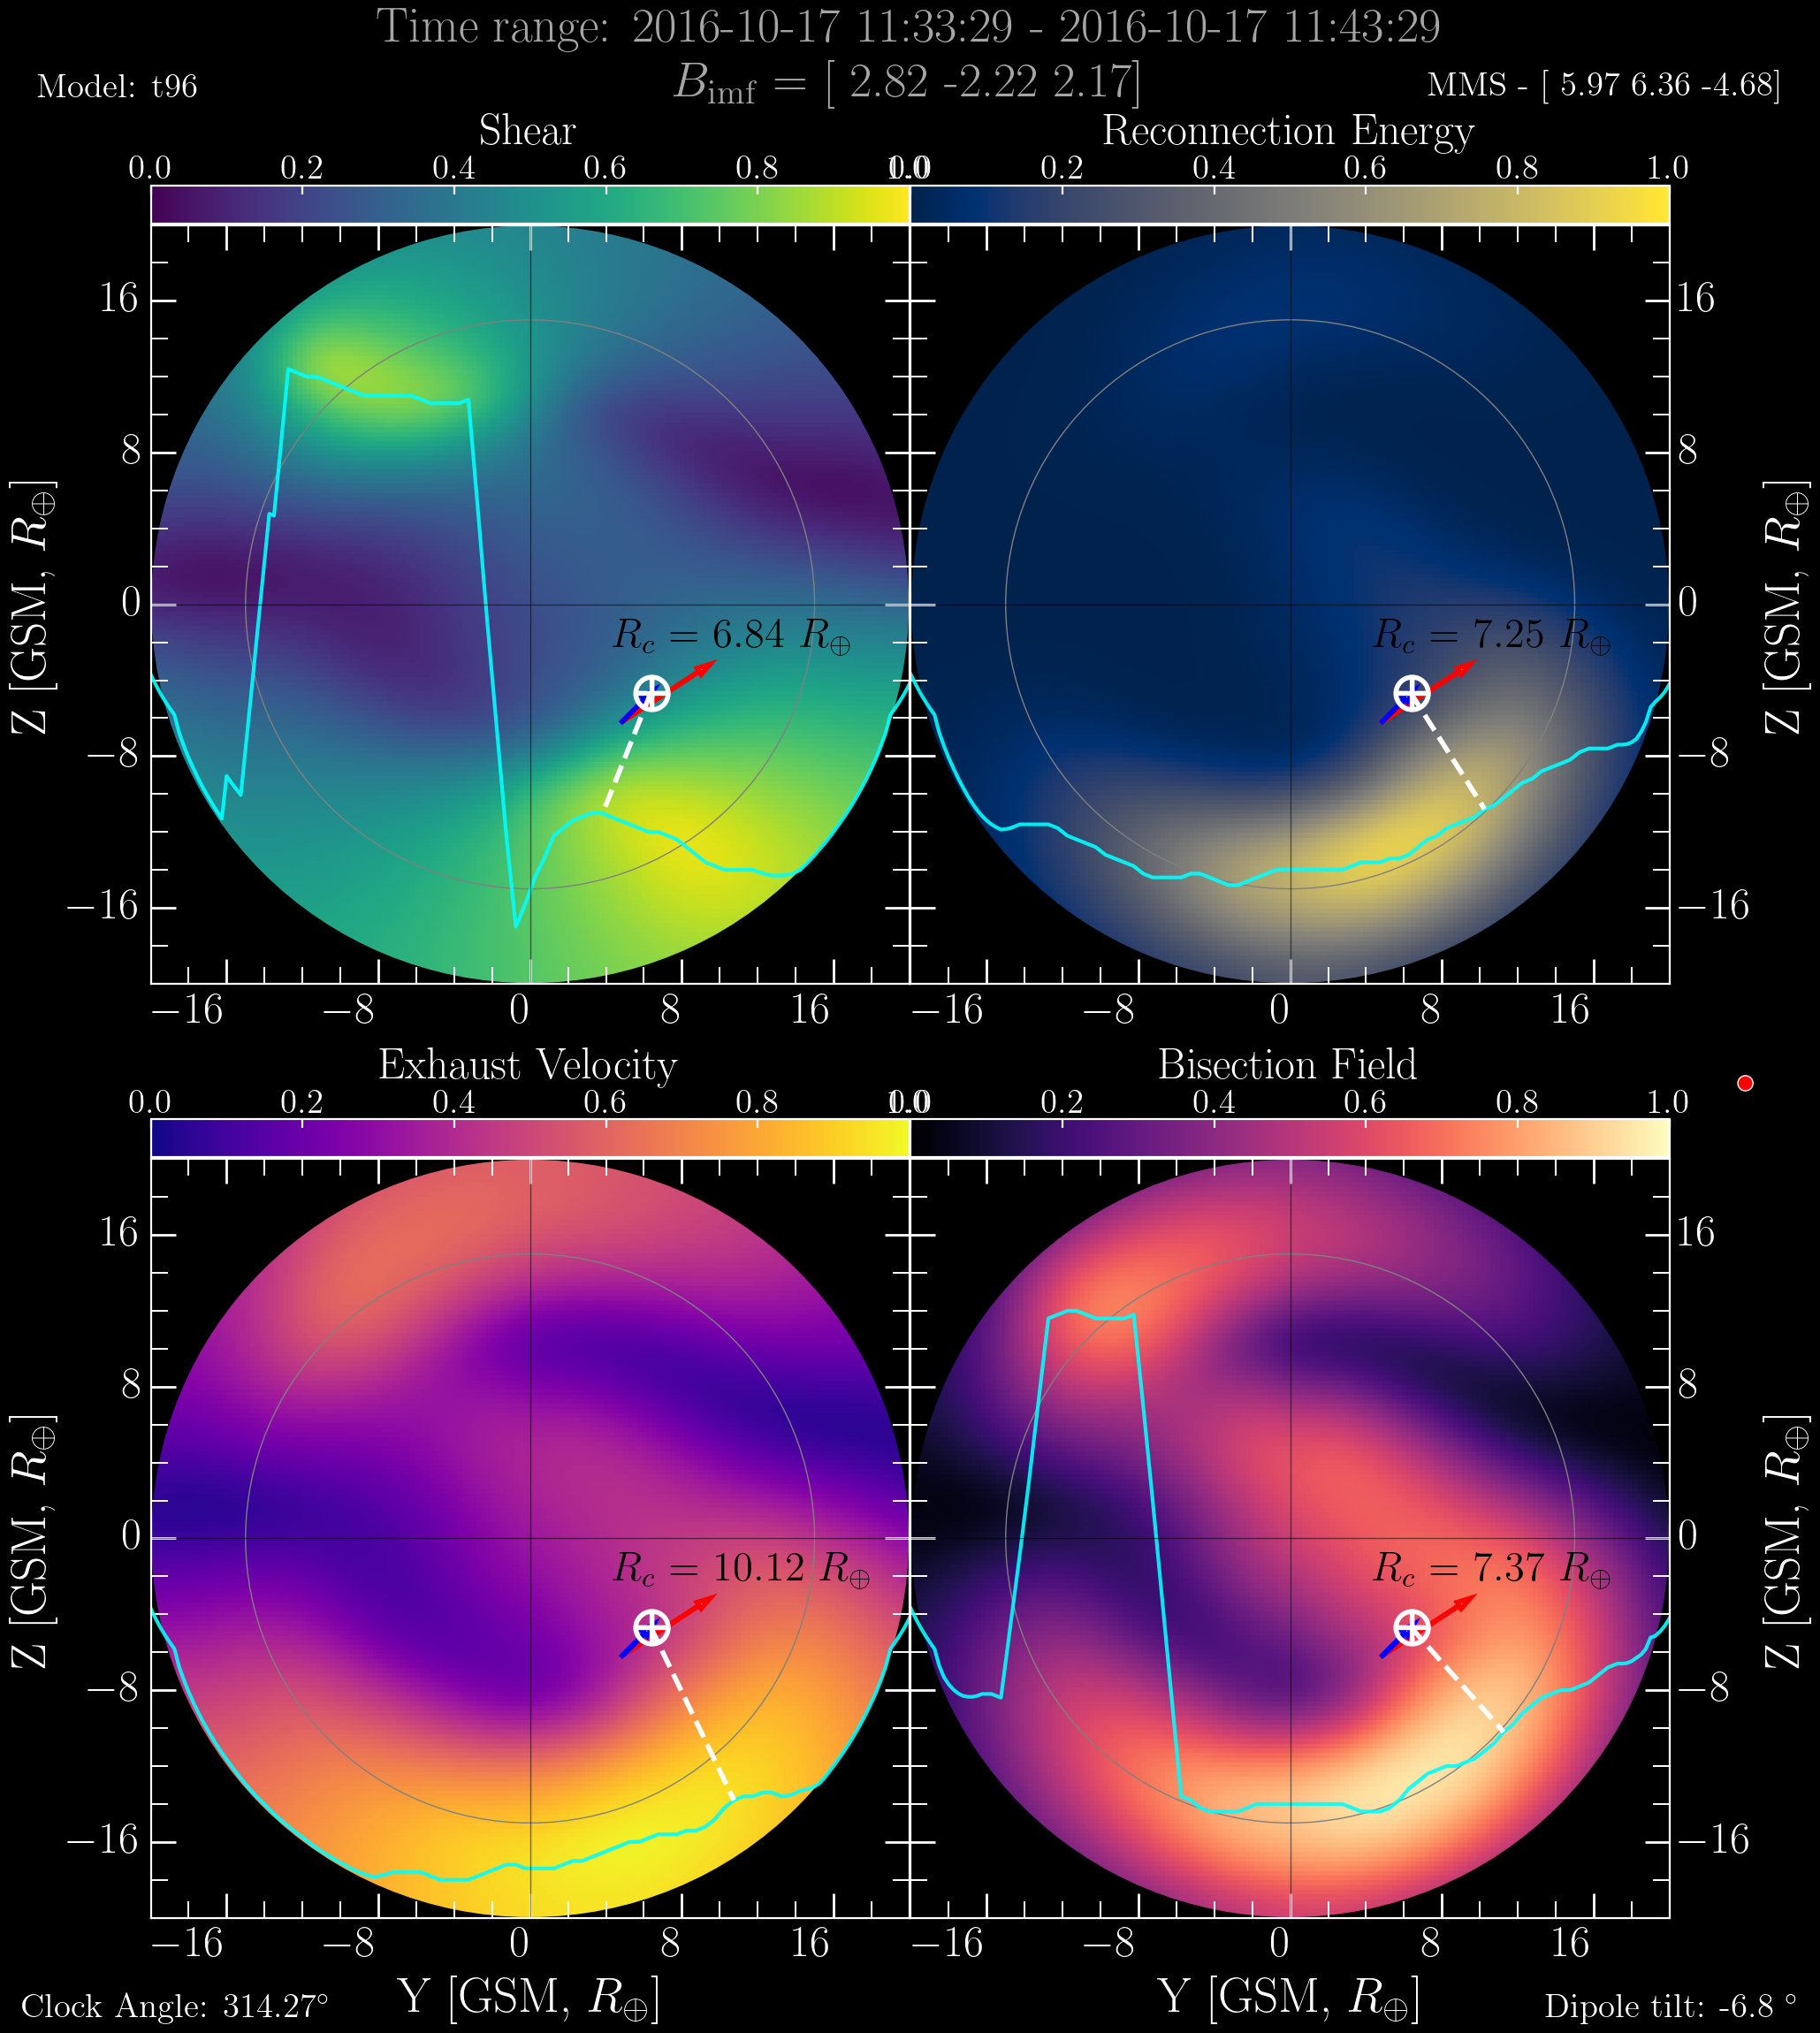 Time range: 2016-10-17 11:33:29 - 2016-10-17 11:43:29
Model: t96
B_imf = [ 2.82 -2.22 2.17]
MMS - [ 5.97 6.36 -4.68]
Shear
Reconnection Energy
0.0 0.2 0.4 0.6 0.8 1.0
0.2 0.4 0.6 0.8 1.0
16 8 0 −8 −16
Z [GSM, R⊕]
R_c = 6.84 R⊕
R_c = 7.25 R⊕
16 8 0 −8 −16
Z [GSM, R⊕]
−16 −8 0 8 16
−16 −8 0 8 16
Exhaust Velocity
Bisection Field
0.0 0.2 0.4 0.6 0.8 1.0
0.2 0.4 0.6 0.8 1.0
16 8 0 −8 −16
Z [GSM, R⊕]
R_c = 10.12 R⊕
R_c = 7.37 R⊕
16 8 0 −8 −16
Z [GSM, R⊕]
−16 −8 0 8 16
−16 −8 0 8 16
Y [GSM, R⊕]
Y [GSM, R⊕]
Clock Angle: 314.27°
Dipole tilt: -6.8 °